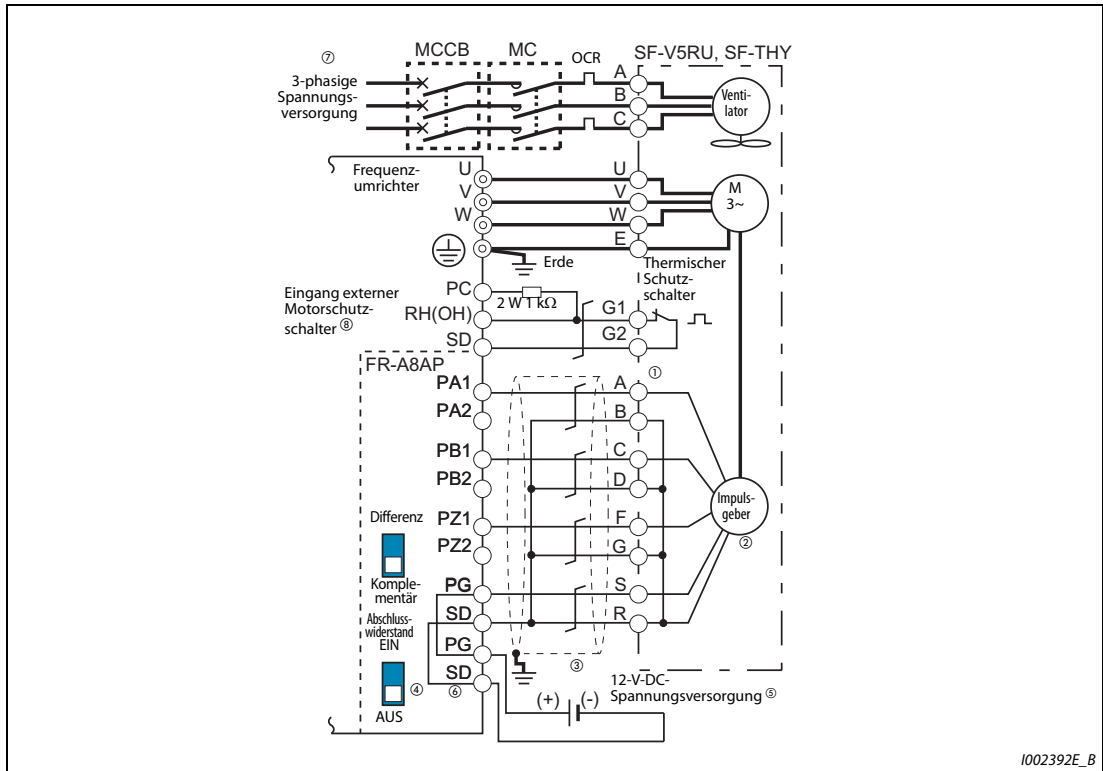 ⑦
MCCB
MC
OCR
SF-V5RU, SF-THY
3-phasige
Spannungs-
versorgung
A
B
C
Venti-
lator
Frequenz-
umrichter
U
V
W
U
V
W
E
M
3~
Erde
Thermischer
Schutz-
schalter
Eingang externer
Motorschutz-
schalter ⑧
PC
RH(OH)
SD
2 W 1 kΩ
G1
G2
FR-A8AP
①
PA1
PA2
PB1
PB2
PZ1
PZ2
PG
SD
PG
SD
A
B
C
D
F
G
S
R
Impuls-
geber
②
Differenz
Komple-
mentär
Abschluss-
widerstand
EIN
④
AUS
⑥
③
12-V-DC-
Spannungsversorgung ⑤
(+)
(-)
I002392E_B